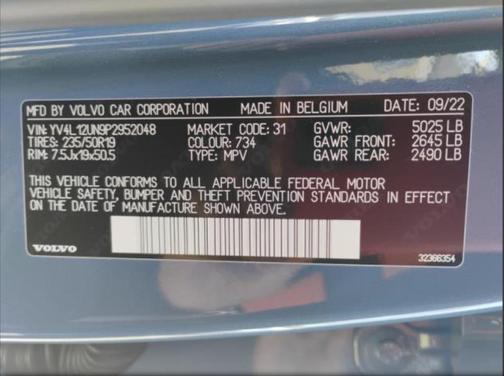 MFD BY VOLVO CAR CORPORATION MADE IN BELGIUM DATE: 09/22
VIN: YV4L12UN9P2952048 MARKET CODE: 31 GVWR: 5025 LB
TIRES: 235/50R19 COLOUR: 734 GAWR FRONT: 2645 LB
RIM: 7.5Jx19x50.5 TYPE: MPV GAWR REAR: 2490 LB
THIS VEHICLE CONFORMS TO ALL APPLICABLE FEDERAL MOTOR
VEHICLE SAFETY, BUMPER AND THEFT PREVENTION STANDARDS IN EFFECT ON
THE DATE OF MANUFACTURE SHOWN ABOVE.
VOLVO 32366354